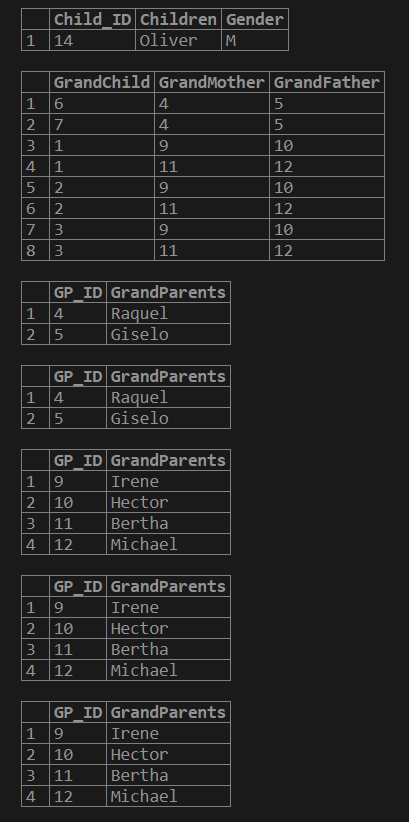 Child_ID Children Gender
1 14 Oliver M
GrandChild GrandMother GrandFather
1 6 4 5
2 7 4 5
3 1 9 10
4 1 11 12
5 2 9 10
6 2 11 12
7 3 9 10
8 3 11 12
GP_ID GrandParents
1 4 Raquel
2 5 Giselo
GP_ID GrandParents
1 4 Raquel
2 5 Giselo
GP_ID GrandParents
1 9 Irene
2 10 Hector
3 11 Bertha
4 12 Michael
GP_ID GrandParents
1 9 Irene
2 10 Hector
3 11 Bertha
4 12 Michael
GP_ID GrandParents
1 9 Irene
2 10 Hector
3 11 Bertha
4 12 Michael